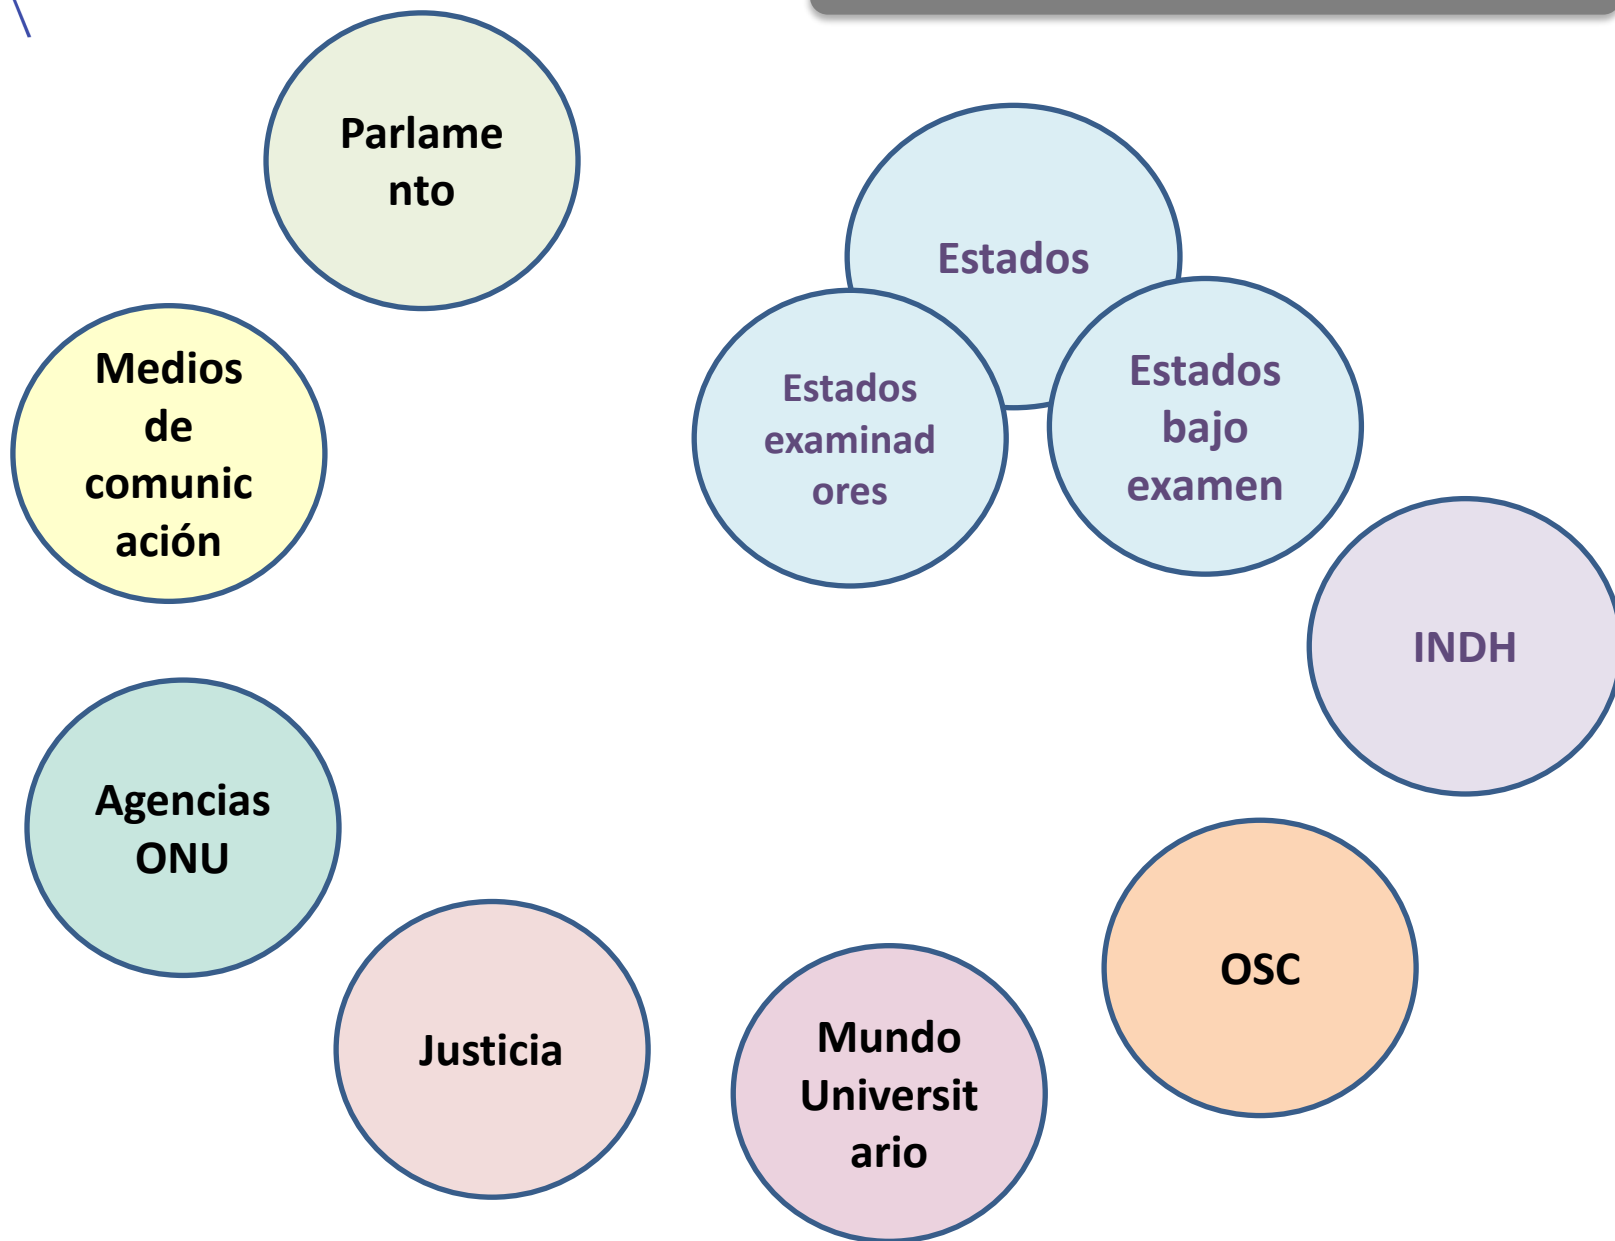 Parlame
nto
Estados
Medios
de
comunic
ación
Estados
examinad
ores
Estados
bajo
examen
INDH
Agencias
ONU
OSC
Justicia
Mundo
Universit
ario